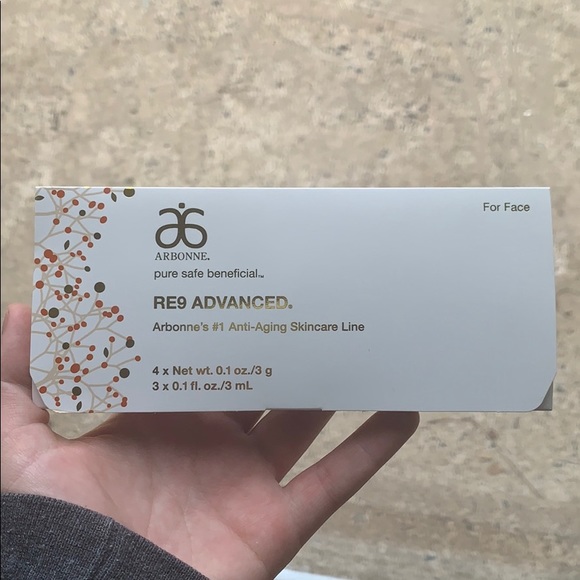 For Face
ARBONNE.
pure safe beneficial™
RE9 ADVANCED.
Arbonne's #1 Anti-Aging Skincare Line
4 x Net wt. 0.1 oz./3 g
3 x 0.1 fl. oz./3 mL